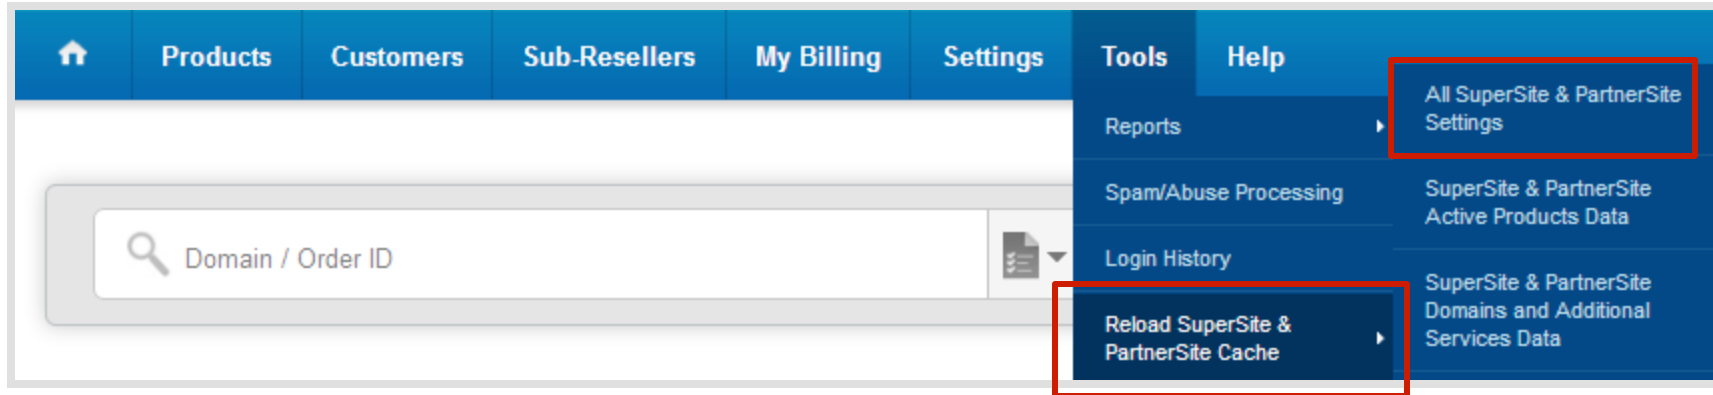 Products Customers Sub-Resellers My Billing Settings Tools Help
Domain / Order ID
Reports
Spam/Abuse Processing
Login History
Reload SuperSite &
PartnerSite Cache
All SuperSite & PartnerSite
Settings
SuperSite & PartnerSite
Active Products Data
SuperSite & PartnerSite
Domains and Additional
Services Data